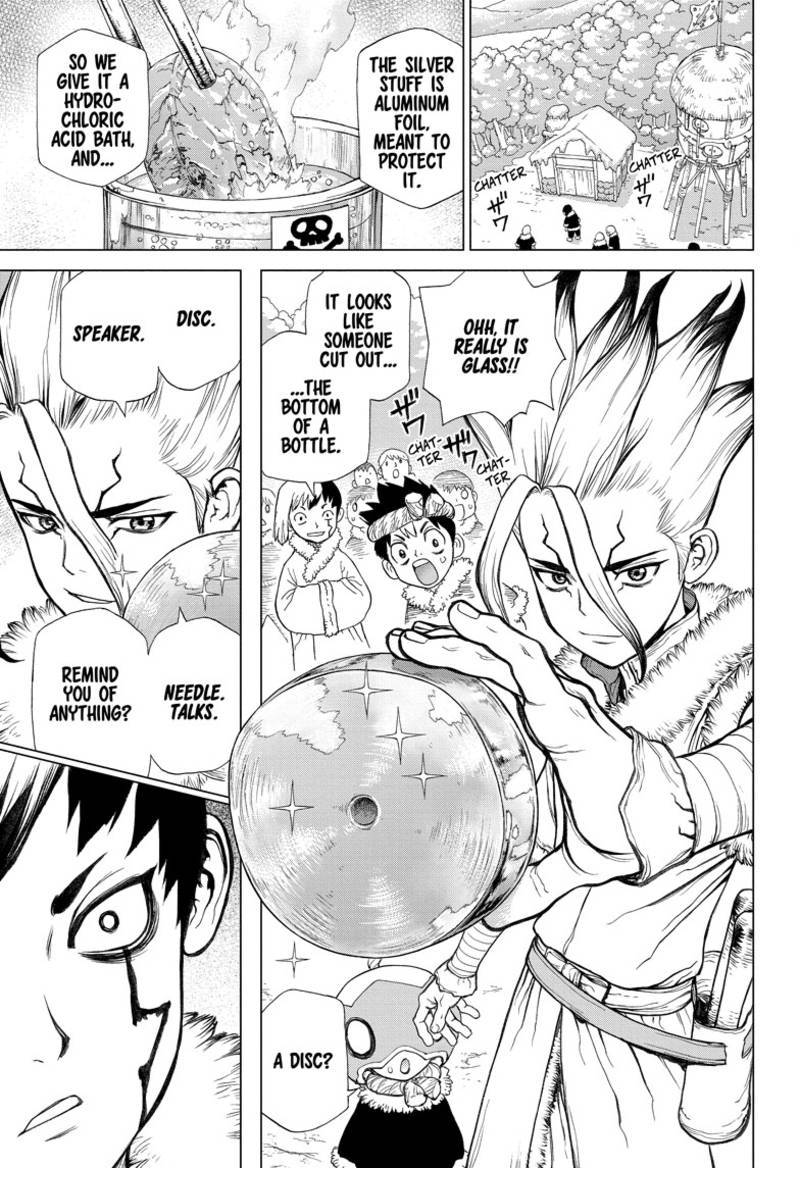 CHATTER
ザワ
CHATTER
ザワ
THE SILVER
STUFF IS
ALUMINUM
FOIL,
MEANT TO
PROTECT
IT.
SO WE
GIVE IT A
HYDRO-
CHLORIC
ACID BATH,
AND...
OHH, IT
REALLY IS
GLASS!!
IT LOOKS
LIKE
SOMEONE
CUT OUT...
...THE
BOTTOM
OF A
BOTTLE.
ザワ
CHAT-
TER
ザワ
CHAT-
TER
A DISC?
DISC.
SPEAKER.
NEEDLE.
TALKS.
REMIND
YOU OF
ANYTHING?